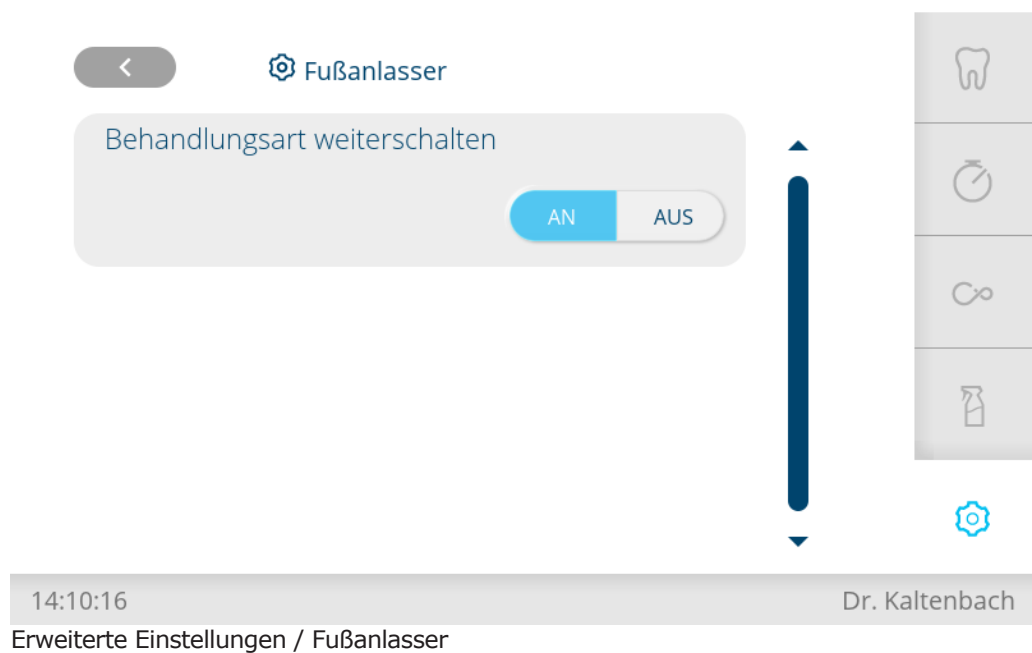 Fußanlasser
Behandlungsart weiterschalten
AN AUS
14:10:16 Dr. Kaltenbach
Erweiterte Einstellungen / Fußanlasser